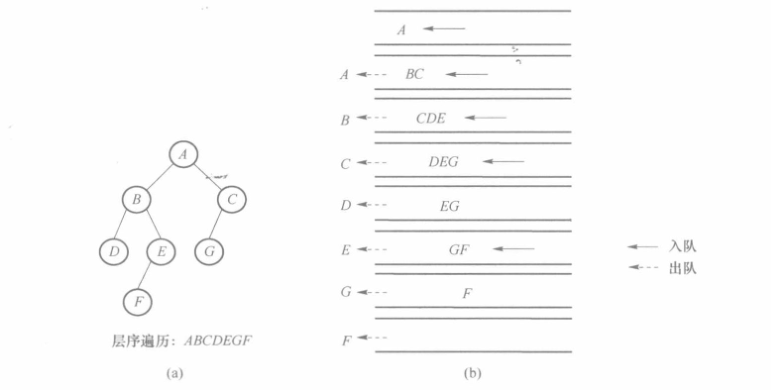 A
B
C
D
E
G
F
层序遍历：ABCDEGF
(a)
A
A BC
B CDE
C DEG
D EG
E GF
G F
F
入队
出队
(b)